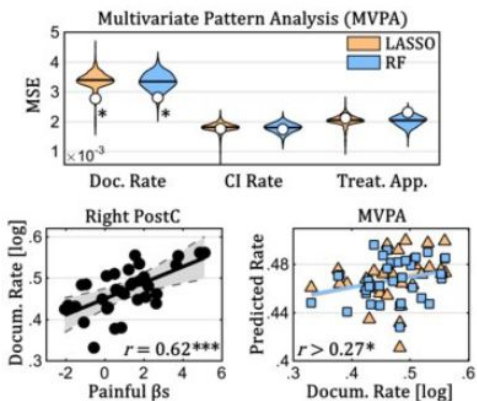 Multivariate Pattern Analysis (MVPA)
5
4
3
2
1
MSE
×10⁻³
LASSO
RF
*
*
Doc. Rate
CI Rate
Treat. App.
Right PostC
.6
.5
.4
.3
Docum. Rate [log]
r = 0.62***
-2
0
2
4
6
Painful βs
MVPA
.48
.44
.4
Predicted Rate
r > 0.27*
.3
.4
.5
.6
Docum. Rate [log]